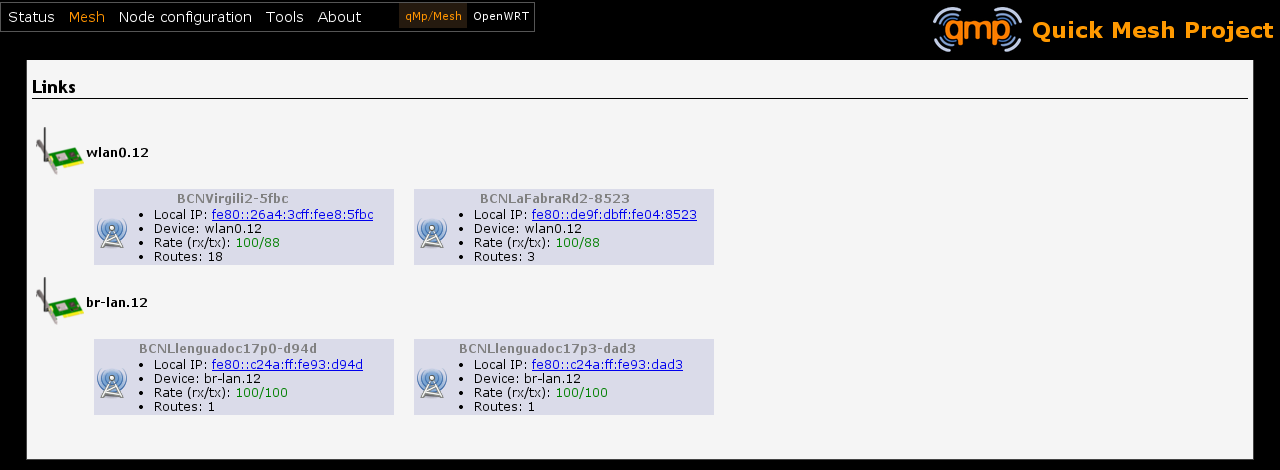 Status Mesh Node configuration Tools About qMp/Mesh OpenWRT
qmp Quick Mesh Project
Links
wlan0.12
BCNVirgili2-5fbc
Local IP: fe80::26a4:3cff:fee8:5fbc
Device: wlan0.12
Rate (rx/tx): 100/88
Routes: 18
BCNLaFabraRd2-8523
Local IP: fe80::de9f:dbff:fe04:8523
Device: wlan0.12
Rate (rx/tx): 100/88
Routes: 3
br-lan.12
BCNLlenguadoc17p0-d94d
Local IP: fe80::c24a:ff:fe93:d94d
Device: br-lan.12
Rate (rx/tx): 100/100
Routes: 1
BCNLlenguadoc17p3-dad3
Local IP: fe80::c24a:ff:fe93:dad3
Device: br-lan.12
Rate (rx/tx): 100/100
Routes: 1